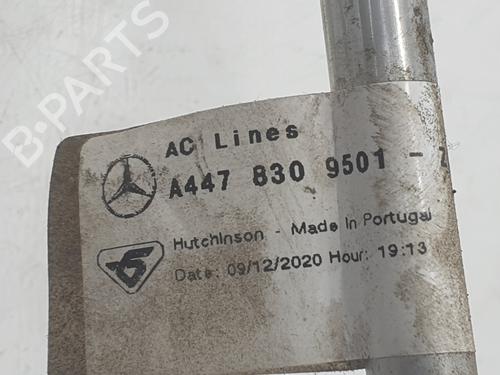 B-PARTS
AC Lines
A447 830 9501 -
Hutchinson - Made In Portugal
Date: 09/12/2020 Hour: 19:13